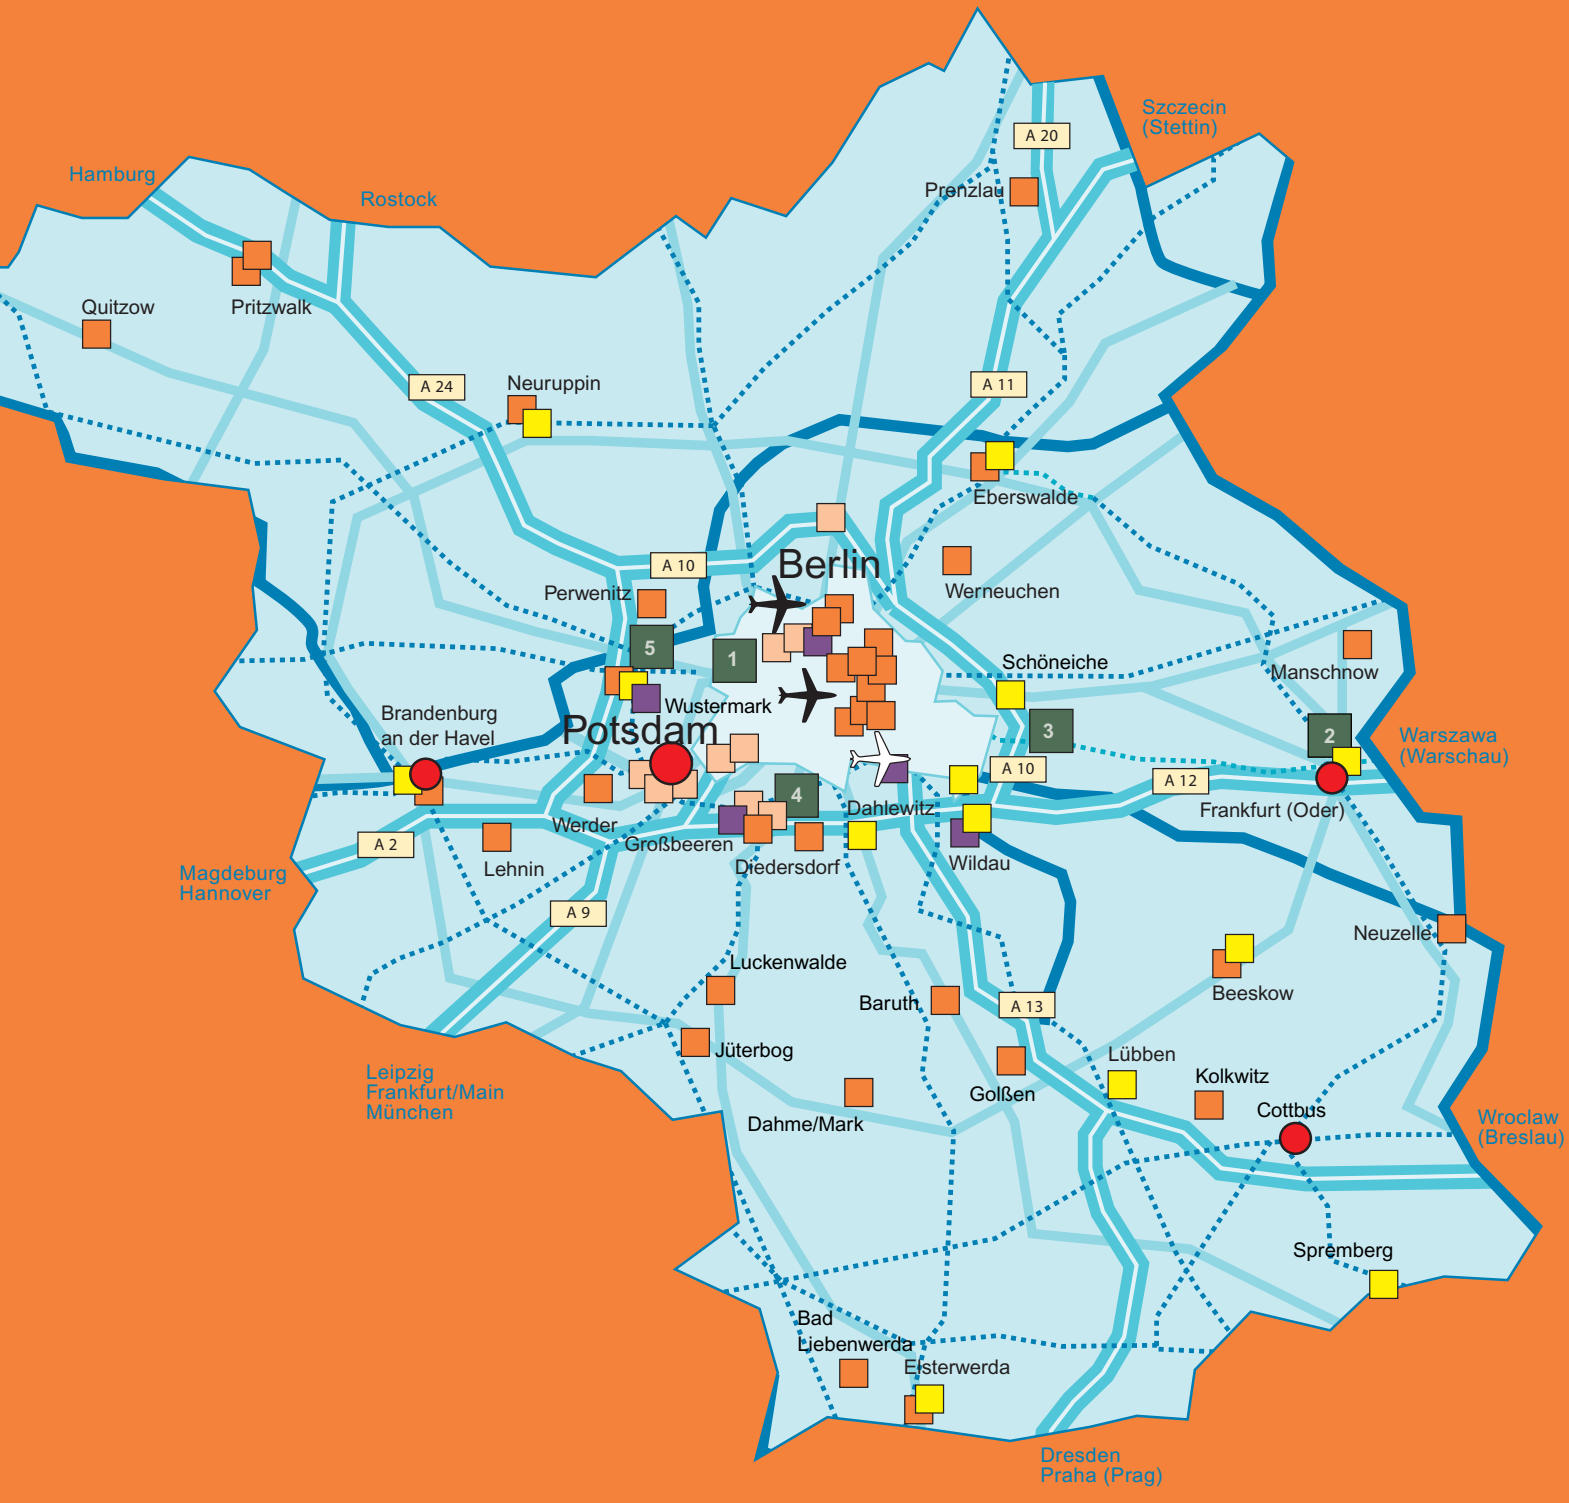 Szczecin
(Stettin)
A 20
Hamburg
Prenzlau
Rostock
Quitzow
Pritzwalk
A 24
Neuruppin
A 11
Eberswalde
A 10
Berlin
Perwenitz
Werneuchen
5
1
Schöneiche
Manschnow
Wustermark
Brandenburg
an der Havel
Potsdam
3
2
Warszawa
(Warschau)
A 10
A 12
4
Dahlewitz
Frankfurt (Oder)
Werder
A 2
Großbeeren
Lehnin
Diedersdorf
Wildau
Magdeburg
Hannover
A 9
Neuzelle
Luckenwalde
Baruth
A 13
Beeskow
Jüterbog
Lübben
Leipzig
Frankfurt/Main
München
Kolkwitz
Golßen
Cottbus
Dahme/Mark
Wroclaw
(Breslau)
Spremberg
Bad
Liebenwerda
Elsterwerda
Dresden
Praha (Prag)